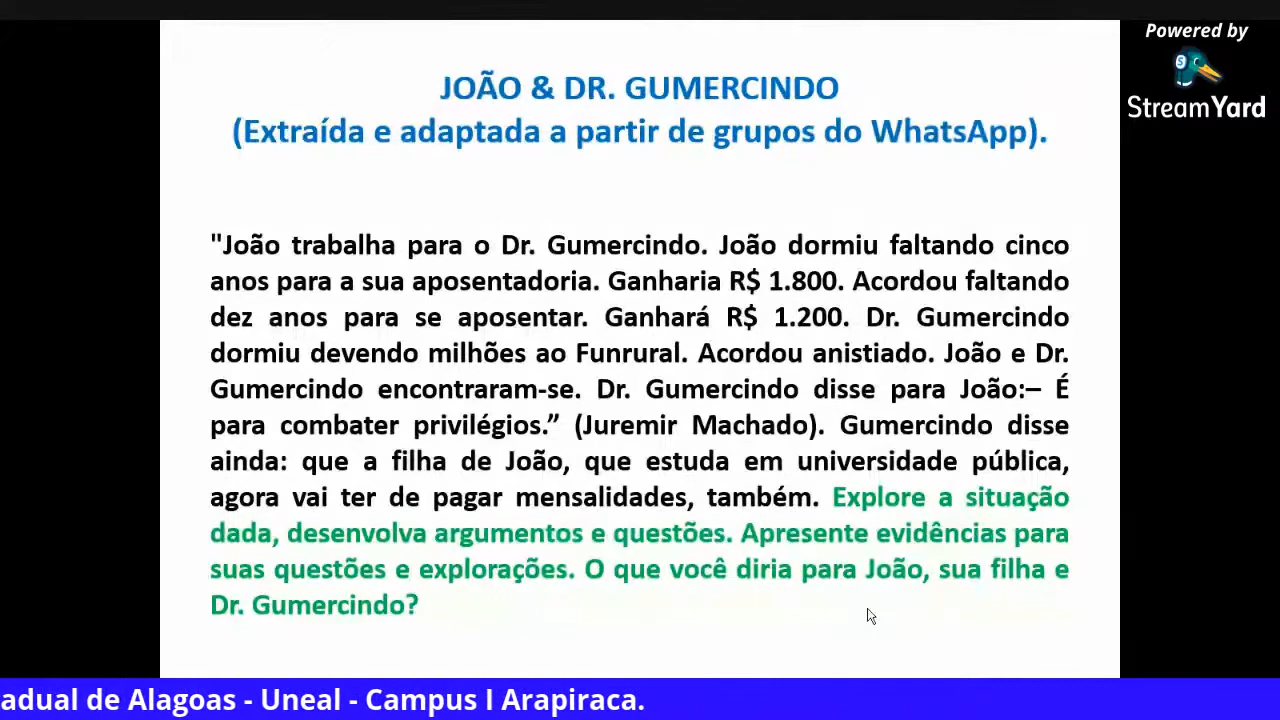 Powered by
StreamYard
JOÃO & DR. GUMERCINDO
(Extraída e adaptada a partir de grupos do WhatsApp).
"João trabalha para o Dr. Gumercindo. João dormiu faltando cinco
anos para a sua aposentadoria. Ganharia R$ 1.800. Acordou faltando
dez anos para se aposentar. Ganhará R$ 1.200. Dr. Gumercindo
dormiu devendo milhões ao Funrural. Acordou anistiado. João e Dr.
Gumercindo encontraram-se. Dr. Gumercindo disse para João:– É
para combater privilégios.” (Juremir Machado). Gumercindo disse
ainda: que a filha de João, que estuda em universidade pública,
agora vai ter de pagar mensalidades, também. Explore a situação
dada, desenvolva argumentos e questões. Apresente evidências para
suas questões e explorações. O que você diria para João, sua filha e
Dr. Gumercindo?
adual de Alagoas - Uneal - Campus I Arapiraca.